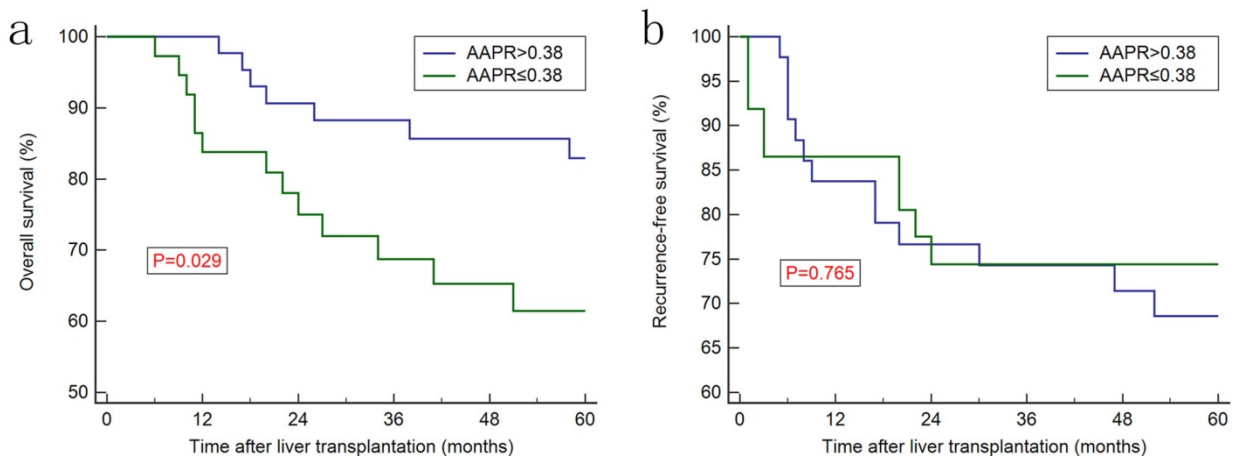 a
AAPR>0.38
AAPR≤0.38
P=0.029
Overall survival (%)
100
90
80
70
60
50
0 12 24 36 48 60
Time after liver transplantation (months)
b
AAPR>0.38
AAPR≤0.38
P=0.765
Recurrence-free survival (%)
100
95
90
85
80
75
70
65
60
0 12 24 36 48 60
Time after liver transplantation (months)